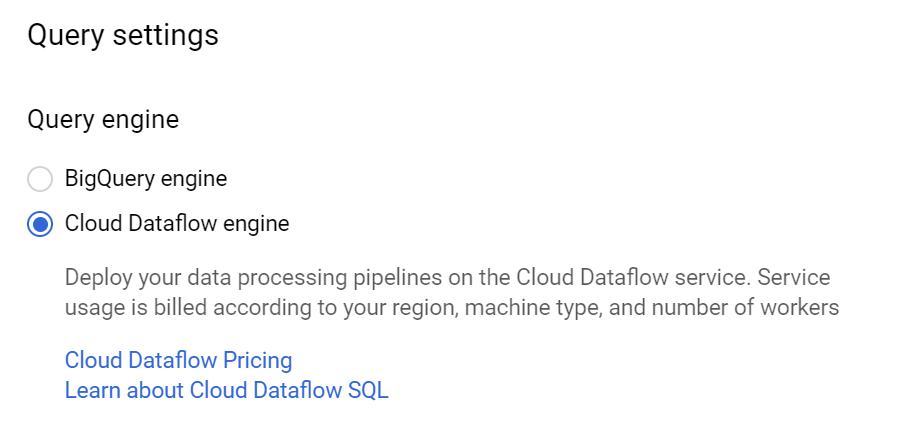 Query settings
Query engine
BigQuery engine
Cloud Dataflow engine
Deploy your data processing pipelines on the Cloud Dataflow service. Service
usage is billed according to your region, machine type, and number of workers
Cloud Dataflow Pricing
Learn about Cloud Dataflow SQL